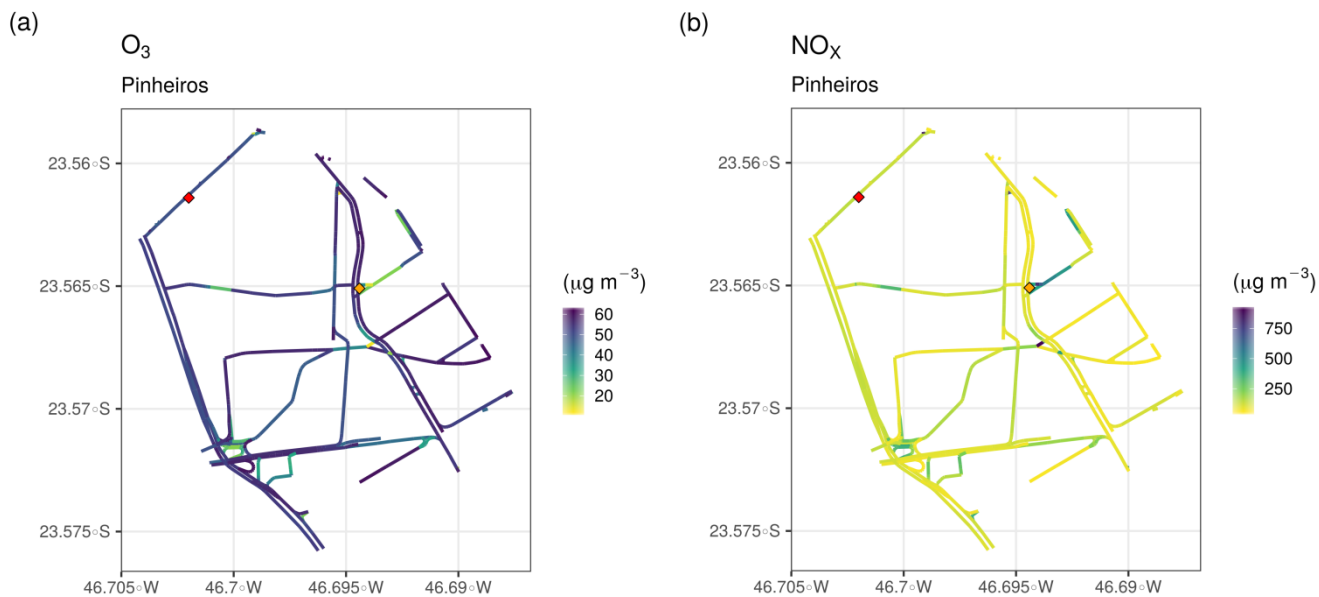 (a)
O₃
Pinheiros
23.56∘S
23.565∘S
23.57∘S
23.575∘S
46.705∘W 46.7∘W 46.695∘W 46.69∘W
(μg m⁻³)
60
50
40
30
20
(b)
NOX
Pinheiros
23.56∘S
23.565∘S
23.57∘S
23.575∘S
46.705∘W 46.7∘W 46.695∘W 46.69∘W
(μg m⁻³)
750
500
250